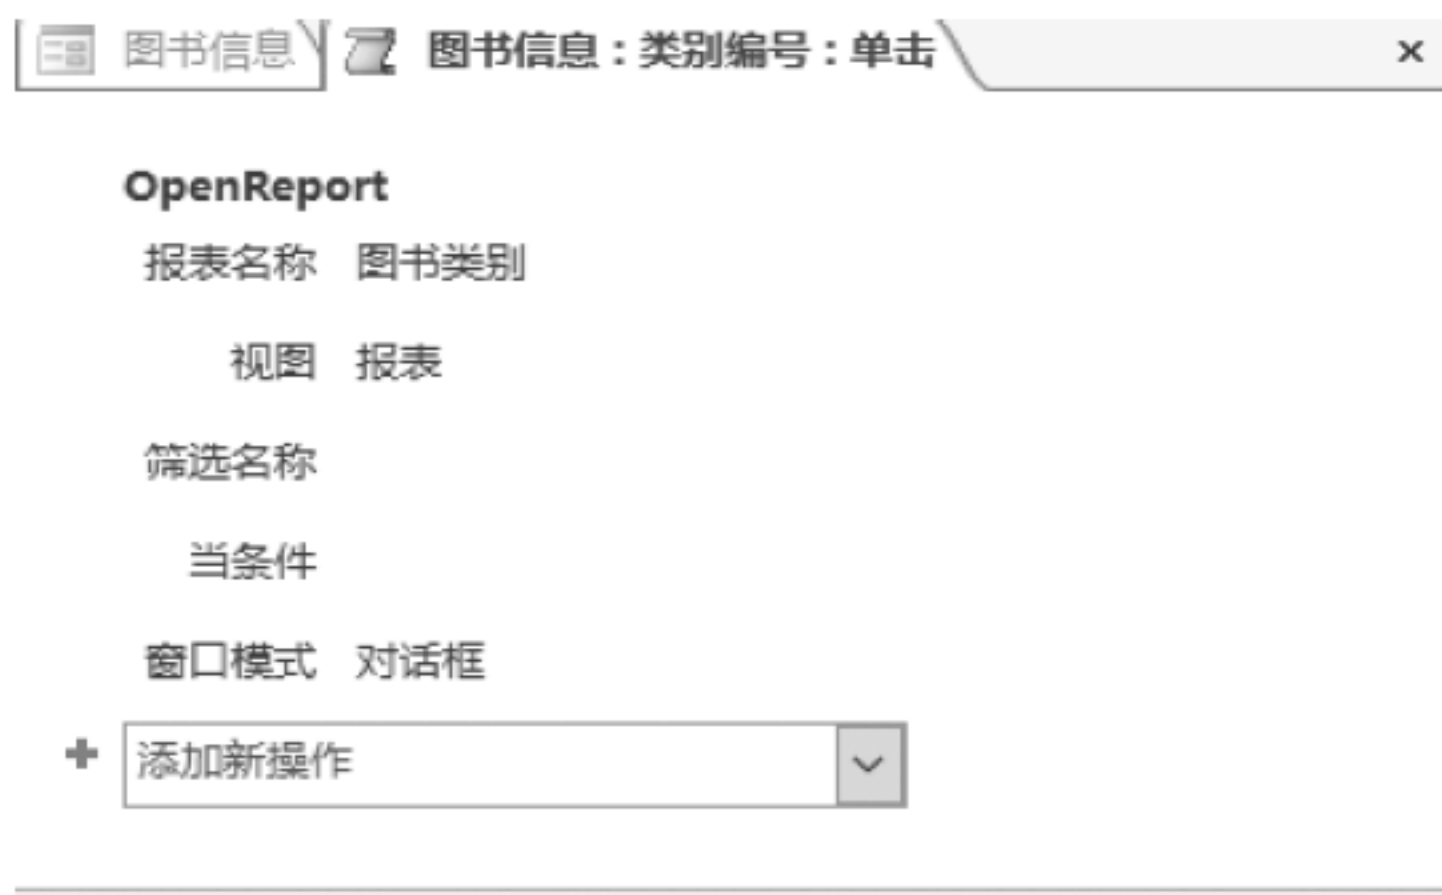 图书信息 图书信息：类别编号：单击 ×
OpenReport
报表名称 图书类别
视图 报表
筛选名称
当条件
窗口模式 对话框
添加新操作